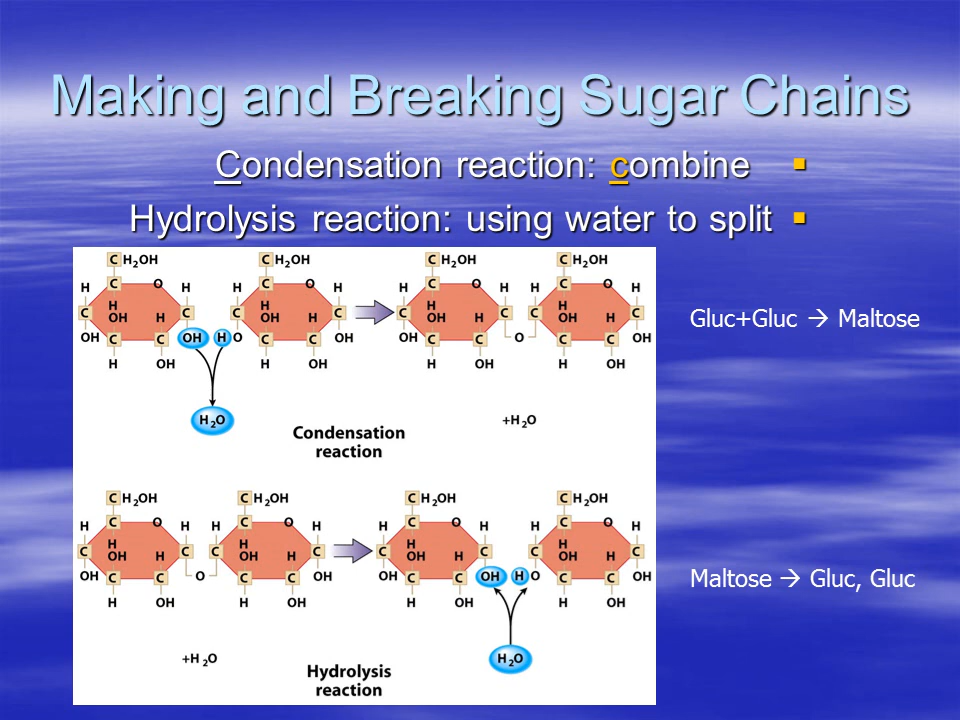 Making and Breaking Sugar Chains
Condensation reaction: combine
Hydrolysis reaction: using water to split
C H₂OH C H₂OH C H₂OH C H₂OH
H C O H H C O H H C O H H C O H
C H OH H C C H OH H C C H OH H C C H OH H C
OH C C OH H O C C OH OH C C O C C OH
H OH H OH H OH H OH
H₂O
Condensation
reaction
+H₂O
Gluc+Gluc → Maltose
C H₂OH C H₂OH C H₂OH C H₂OH
H C O H C O H H C O H H C O H
C H OH H C C H OH H C C H OH H C C H OH H C
OH C C O C C OH OH C C OH H O C C OH
H OH H OH H OH H OH
+H₂O
Hydrolysis
reaction
H₂O
Maltose → Gluc, Gluc